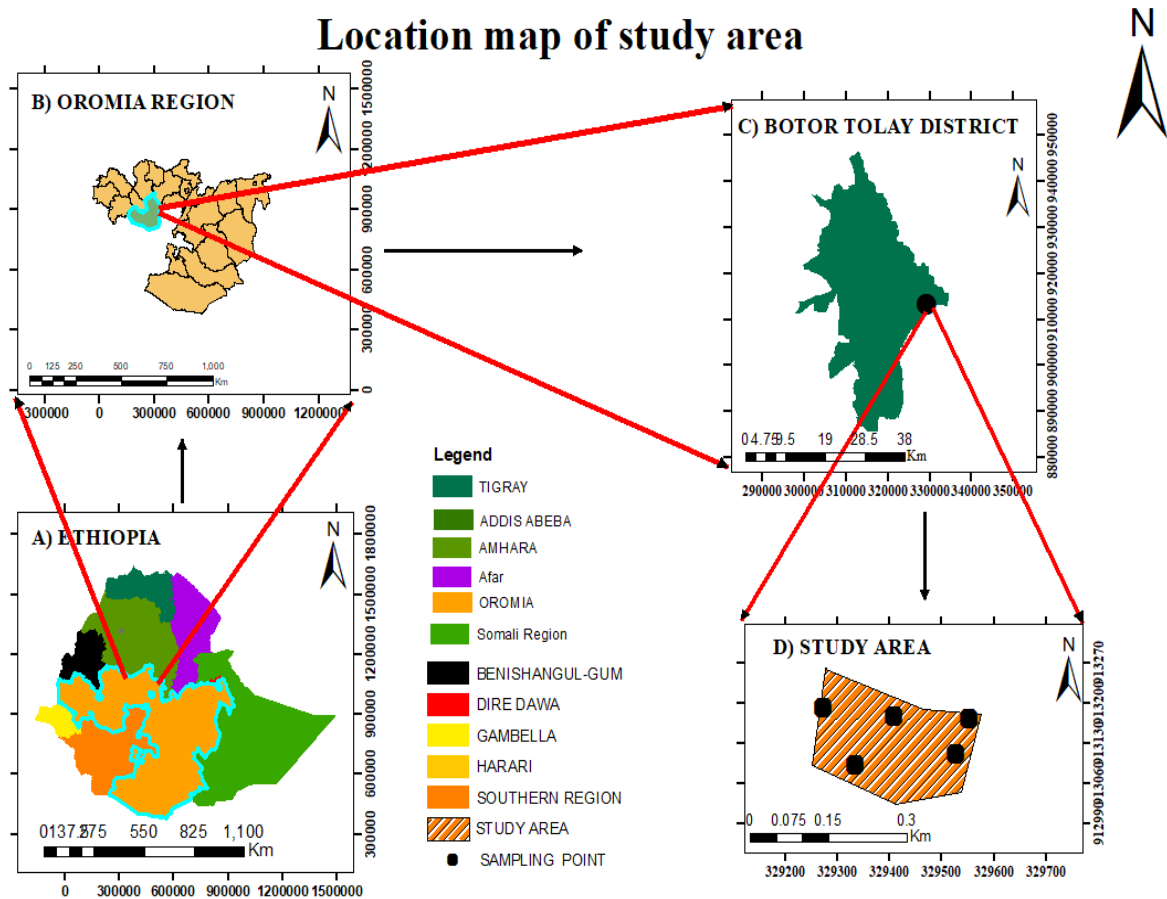 Location map of study area
N
B) OROMIA REGION
N
0 125 250 500 750 1,000
Km
300000 0 300000 600000 900000 1200000
0
300000
600000
900000
1200000
1500000
C) BOTOR TOLAY DISTRICT
N
0 4.75 9.5 19 28.5 38
Km
290000 300000 310000 320000 330000 340000 350000
880000
890000
900000
910000
920000
930000
940000
950000
A) ETHIOPIA
N
0 137.5 275 550 825 1,100
Km
0 300000 600000 900000 1200000 1500000
300000
600000
900000
1200000
1500000
1800000
Legend
TIGRAY
ADDIS ABEBA
AMHARA
Afar
OROMIA
Somali Region
BENISHANGUL-GUM
DIRE DAWA
GAMBELLA
HARARI
SOUTHERN REGION
STUDY AREA
SAMPLING POINT
D) STUDY AREA
N
0 0.075 0.15 0.3
Km
329200 329300 329400 329500 329600 329700
912990
913060
913130
913200
913270